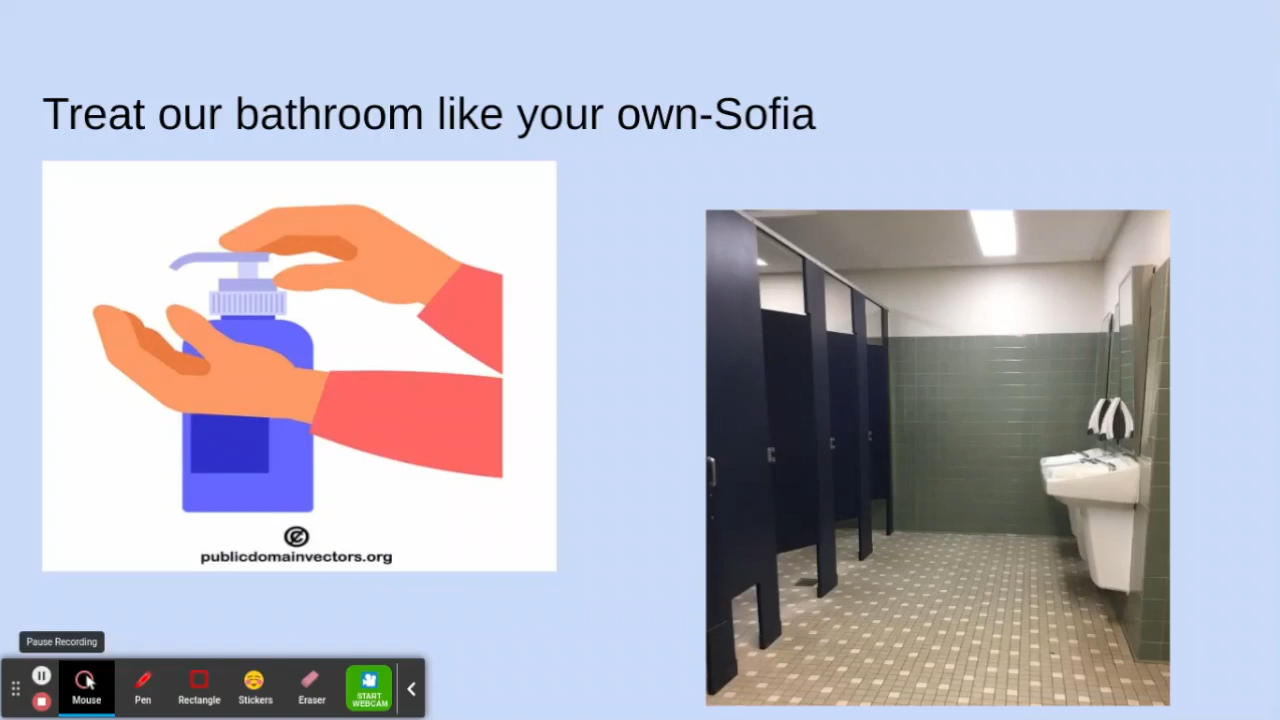 Treat our bathroom like your own-Sofia
publicdomainvectors.org
Pause Recording
Mouse
Pen
Rectangle
Stickers
Eraser
START
WEBCAM